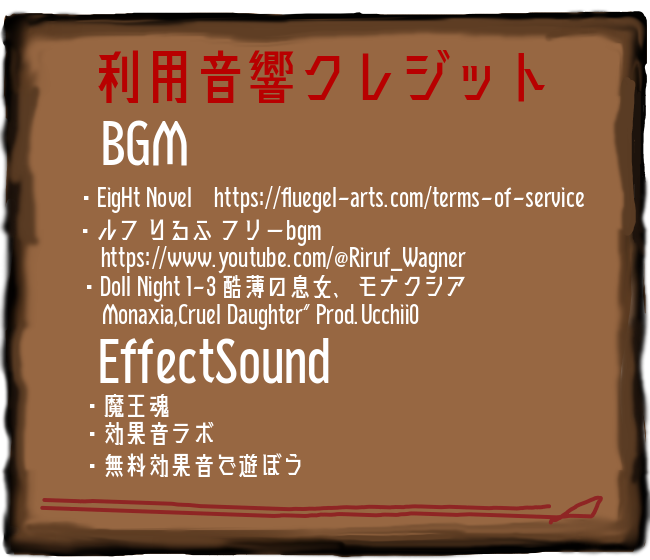 利用音響クレジット
BGM
・EigHt Novel　https://fluegel-arts.com/terms-of-service
・ルフ りるふ フリーbgm
https://www.youtube.com/@Riruf_Wagner
・Doll Night 1-3 酷薄の息女、モナクシア
Monaxia,Cruel Daughter" Prod.Ucchii0
EffectSound
・魔王魂
・効果音ラボ
・無料効果音で遊ぼう